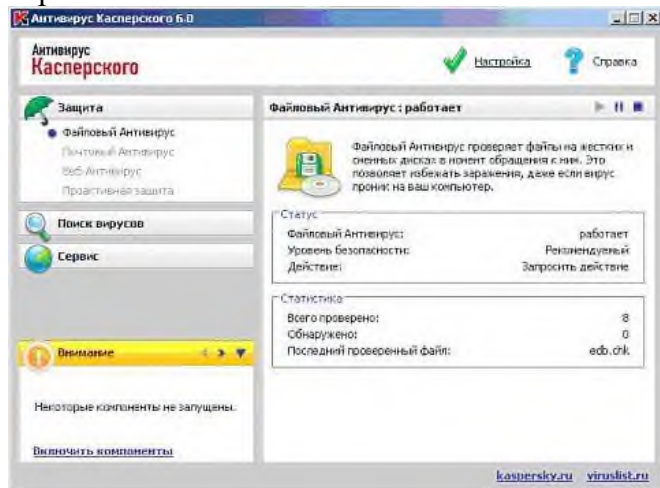 Антивирус Касперского 6.0
Антивирус
Касперского
Настройка
Справка
Защита
Файловый Антивирус
Почтовый Антивирус
Веб-Антивирус
Проактивная защита
Поиск вирусов
Сервис
Внимание
Некоторые компоненты не запущены.
Включить компоненты
Файловый Антивирус : работает
Файловый Антивирус проверяет файлы на жестких и
сменных дисках в момент обращения к ним. Это
позволяет избежать заражения, даже если вирус
проник на ваш компьютер.
Статус
Файловый Антивирус: работает
Уровень безопасности: Рекомендуемый
Действие: Запросить действие
Статистика
Всего проверено: 8
Обнаружено: 0
Последний проверенный файл: edb.chk
kaspersky.ru viruslist.ru